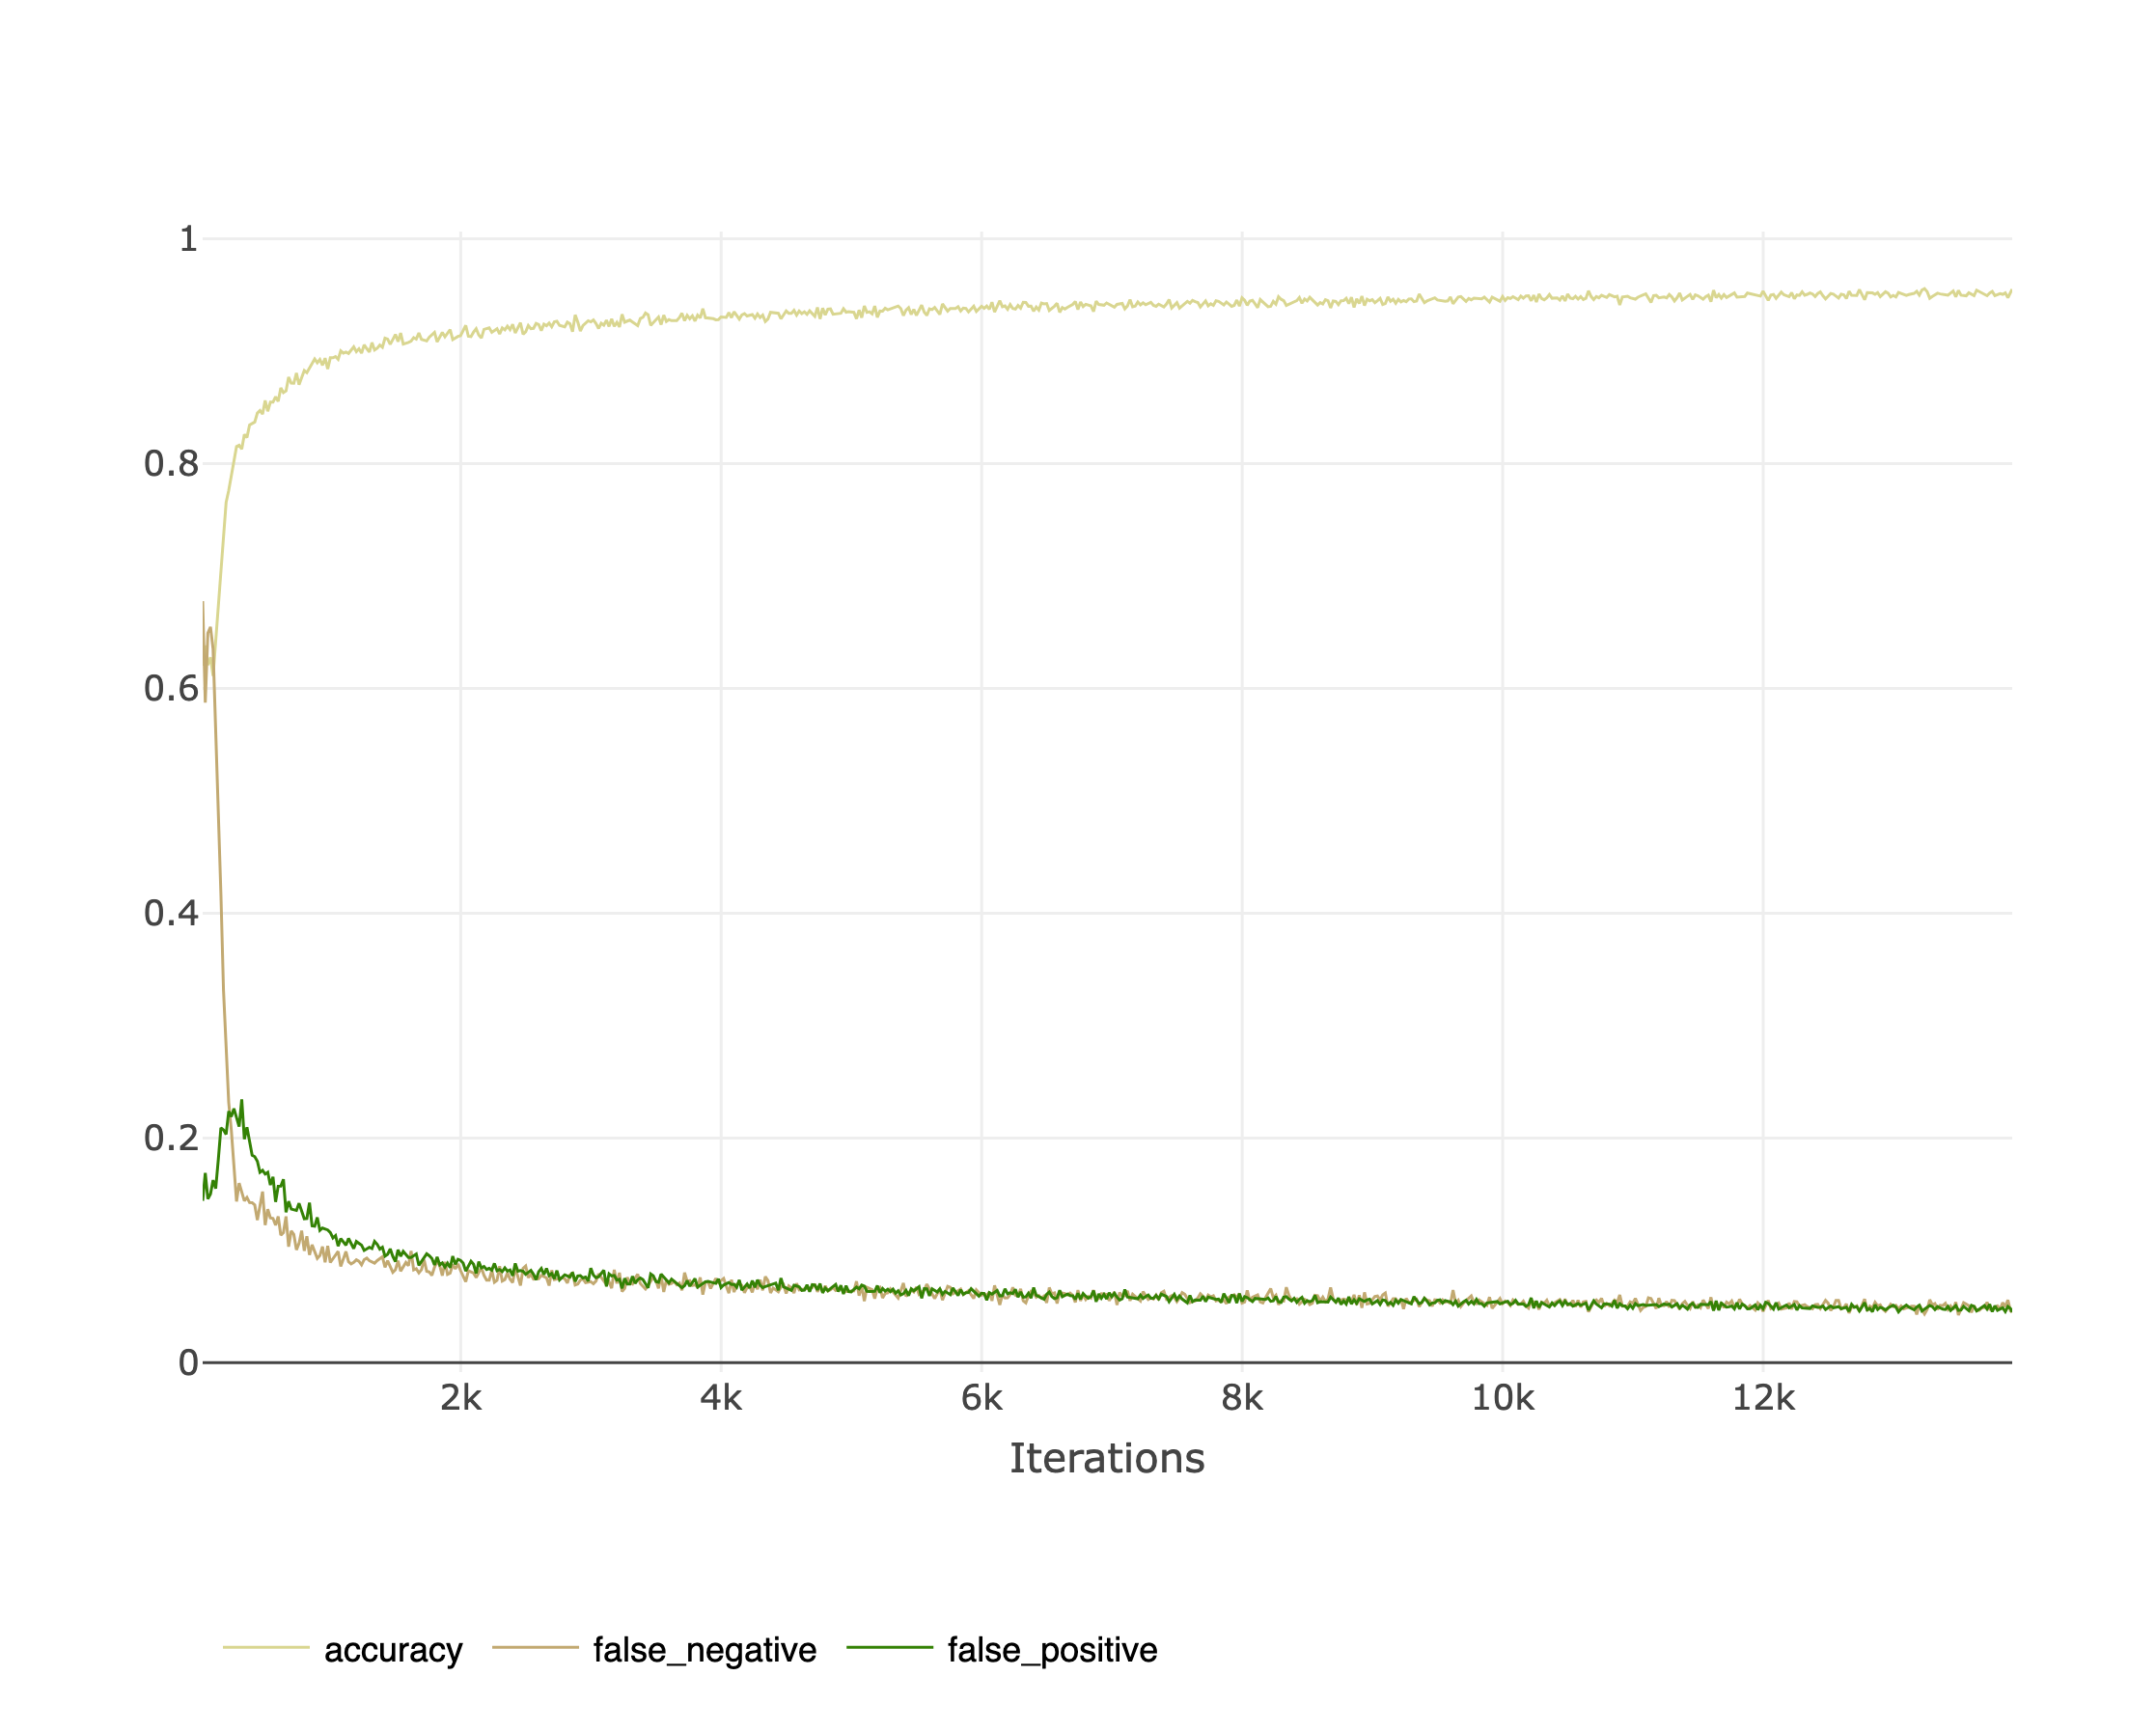 1
0.8
0.6
0.4
0.2
0
2k 4k 6k 8k 10k 12k
Iterations
accuracy false_negative false_positive